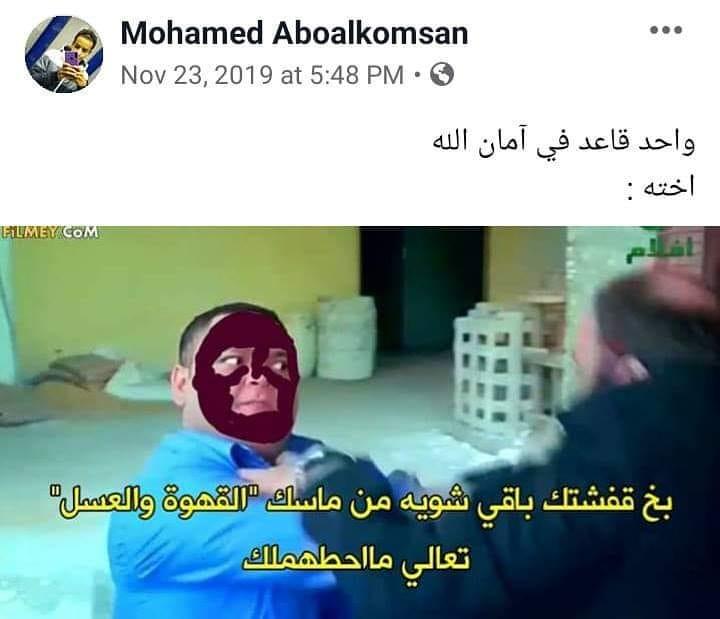 Mohamed Aboalkomsan
Nov 23, 2019 at 5:48 PM
واحد قاعد في آمان الله
اخته :
FiLMEY.CoM
افلام
بخ قفشتك باقي شويه من ماسك "القهوة والعسل"
تعالي مااحطهملك